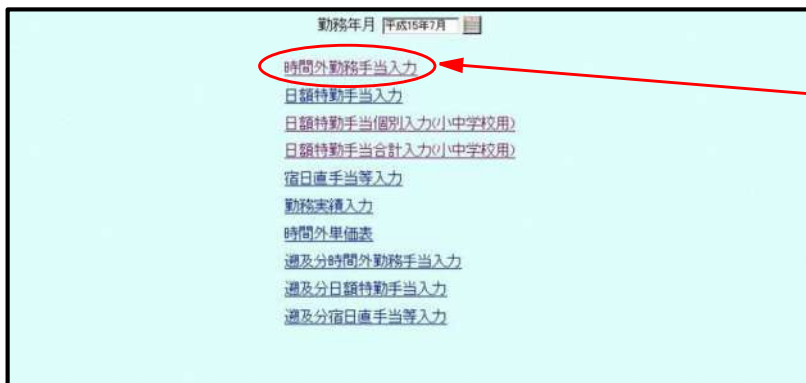 勤務年月 平成15年7月
時間外勤務手当入力
日額特勤手当入力
日額特勤手当個別入力(小中学校用)
日額特勤手当合計入力(小中学校用)
宿日直手当等入力
勤務実績入力
時間外単価表
遡及分時間外勤務手当入力
遡及分日額特勤手当入力
遡及分宿日直手当等入力